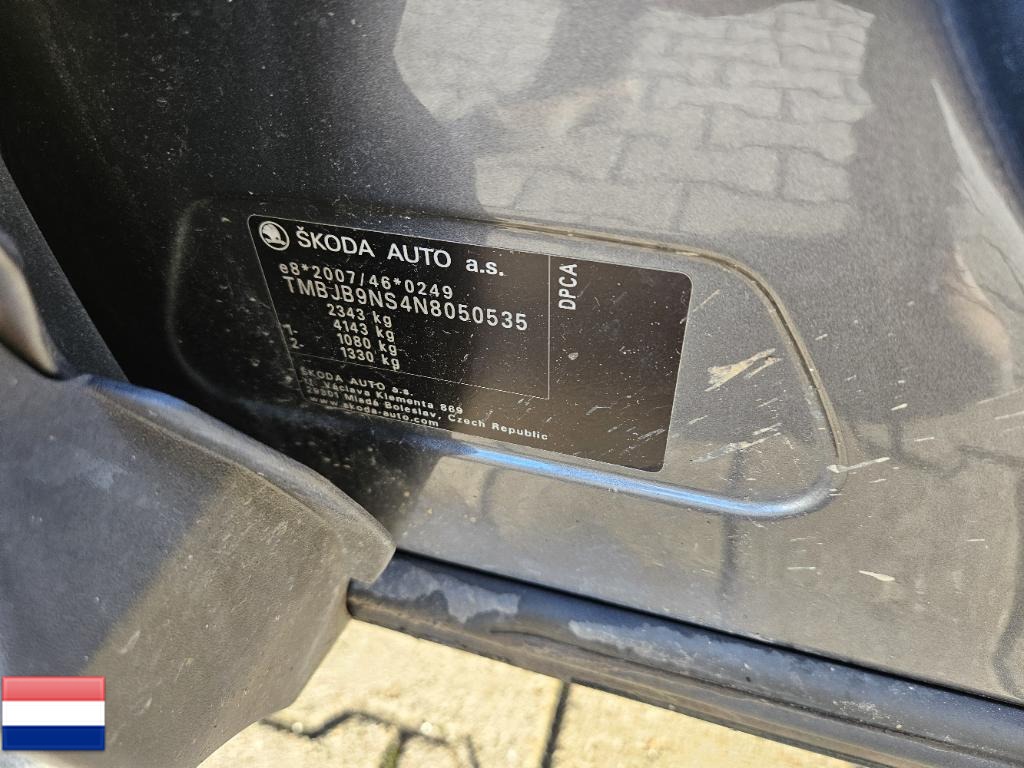 ŠKODA AUTO a.s.
e8*2007/46*0249
TMBJB9NS4N8050535
2343 kg
4143 kg
1- 1080 kg
2- 1330 kg
DPCA
ŠKODA AUTO a.s.
tř. Václava Klementa 869
29301 Mladá Boleslav, Czech Republic
www.skoda-auto.com